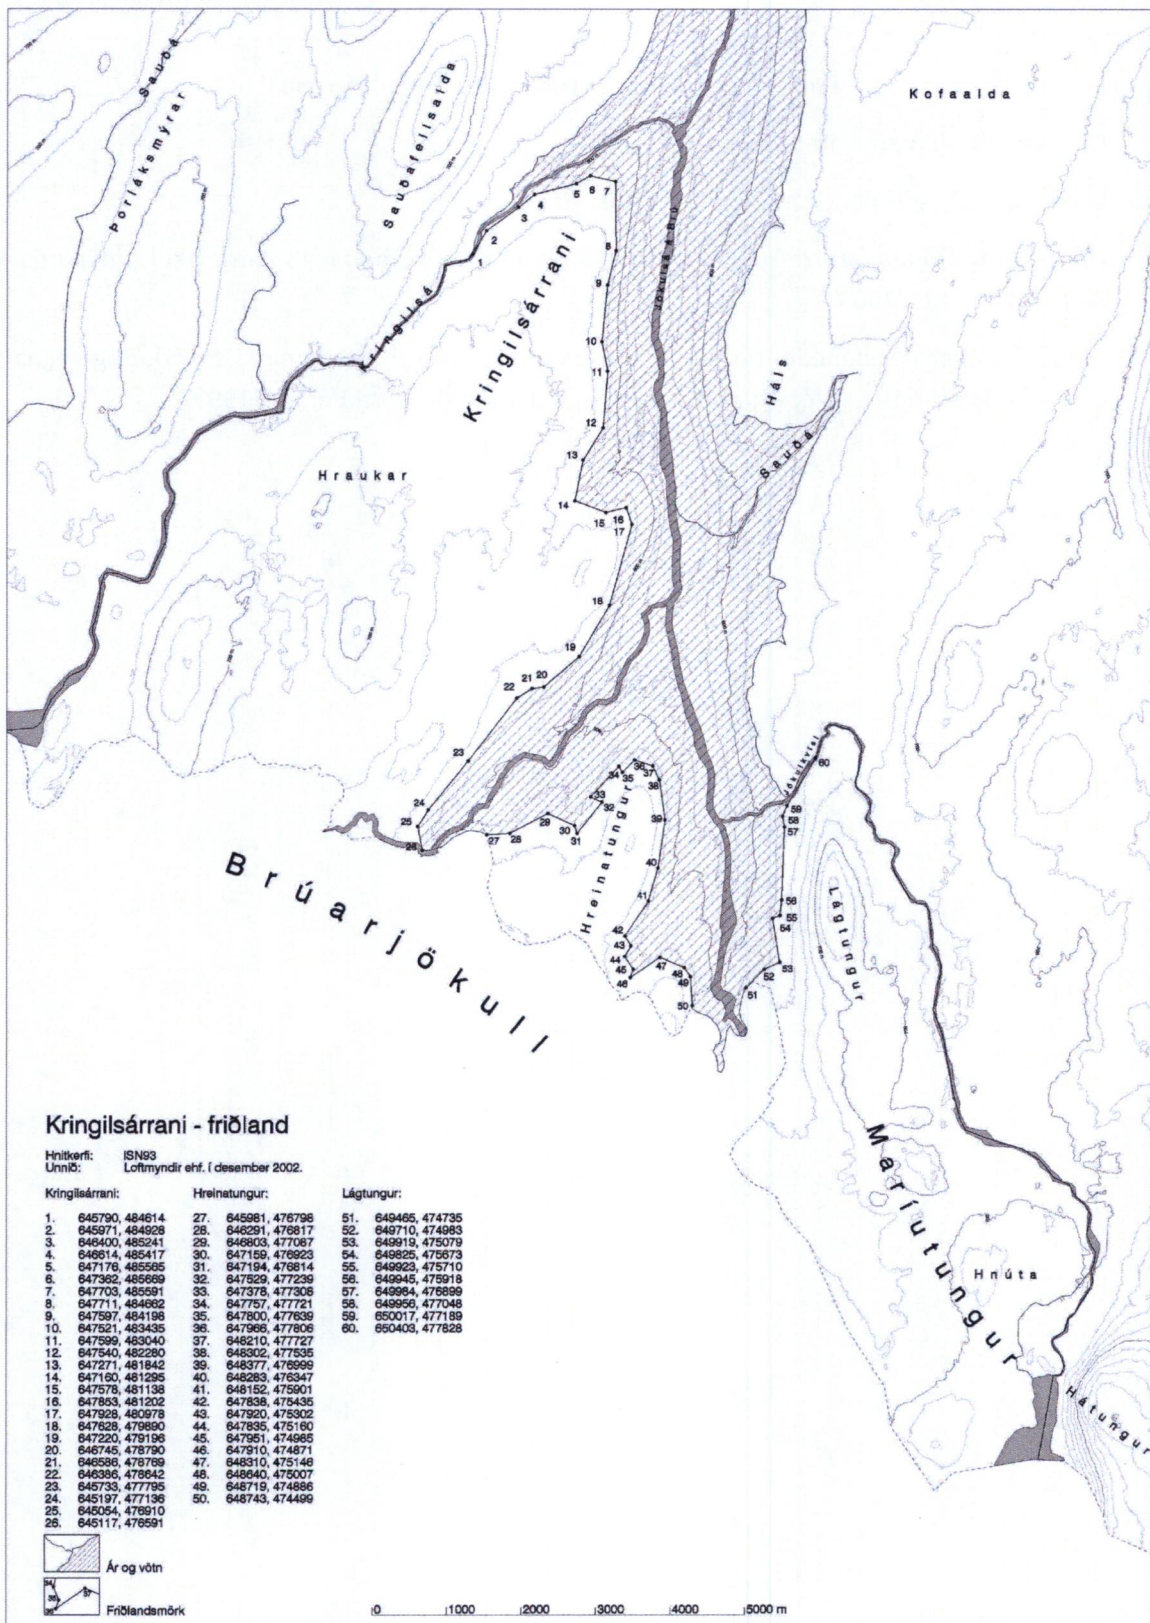 Kofaalda
Sauðá
Þorláksmýrar
Sauðafellsalda
Kringilsá
Kringilsárrani
Jökulsá á Brú
Háls
Sauðá
Hraukar
Jökulkvísl
Hreinatungur
Lágtungur
Brúarjökull
Maríutungur
Hnúta
Hátungur
Kringilsárrani - friðland
Hnitkerfi: ISN93
Unnið: Loftmyndir ehf. í desember 2002.
Kringilsárrani:
1. 645790, 484614
2. 645971, 484928
3. 646400, 485241
4. 646614, 485417
5. 647176, 485565
6. 647362, 485669
7. 647703, 485591
8. 647711, 484662
9. 647597, 484198
10. 647521, 483435
11. 647599, 483040
12. 647540, 482280
13. 647271, 481842
14. 647160, 481295
15. 647578, 481138
16. 647853, 481202
17. 647928, 480978
18. 647628, 479890
19. 647220, 479196
20. 646745, 478790
21. 646586, 478769
22. 646386, 478642
23. 645733, 477795
24. 645197, 477136
25. 645054, 476910
26. 645117, 476591
Hreinatungur:
27. 645981, 476798
28. 646291, 476817
29. 646803, 477087
30. 647159, 476923
31. 647194, 476814
32. 647529, 477239
33. 647378, 477308
34. 647757, 477721
35. 647800, 477639
36. 647966, 477806
37. 648210, 477727
38. 648302, 477535
39. 648377, 476999
40. 648283, 476347
41. 648152, 475901
42. 647838, 475435
43. 647920, 475302
44. 647835, 475160
45. 647951, 474985
46. 647910, 474871
47. 648310, 475146
48. 648640, 475007
49. 648719, 474886
50. 648743, 474499
Lágtungur:
51. 649465, 474735
52. 649710, 474983
53. 649919, 475079
54. 649825, 475673
55. 649923, 475710
56. 649945, 475918
57. 649984, 476899
58. 649956, 477048
59. 650017, 477189
60. 650403, 477828
Ár og vötn
Friðlandsmörk
0 1000 2000 3000 4000 5000 m